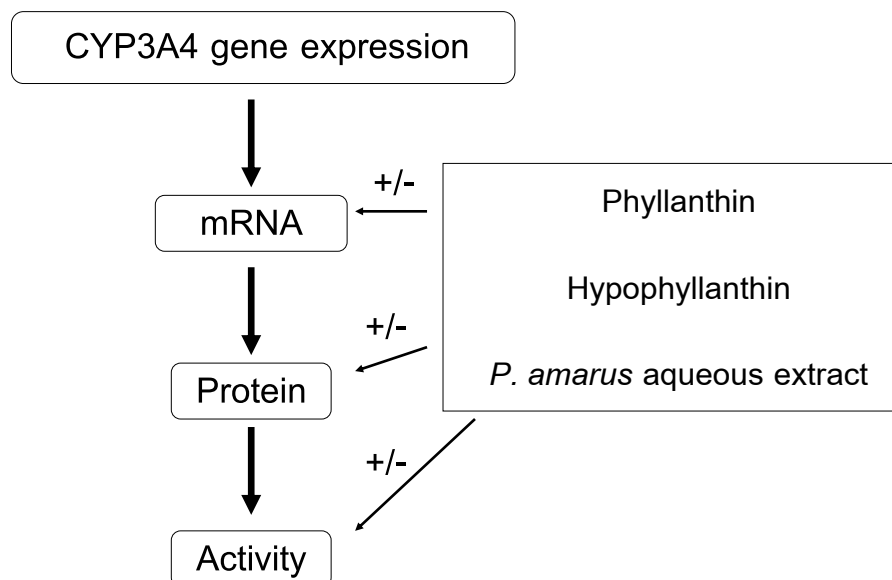 CYP3A4 gene expression
+/-
mRNA
Phyllanthin
Hypophyllanthin
+/-
Protein
P. amarus aqueous extract
+/-
Activity